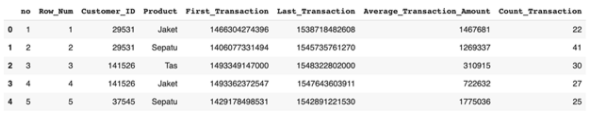 no Row_Num Customer_ID Product First_Transaction Last_Transaction Average_Transaction_Amount Count_Transaction
0 1 1 29531 Jaket 1466304274396 1538718482608 1467681 22
1 2 2 29531 Sepatu 1406077331494 1545735761270 1269337 41
2 3 3 141526 Tas 1493349147000 1548322802000 310915 30
3 4 4 141526 Jaket 1493362372547 1547643603911 722632 27
4 5 5 37545 Sepatu 1429178498531 1542891221530 1775036 25